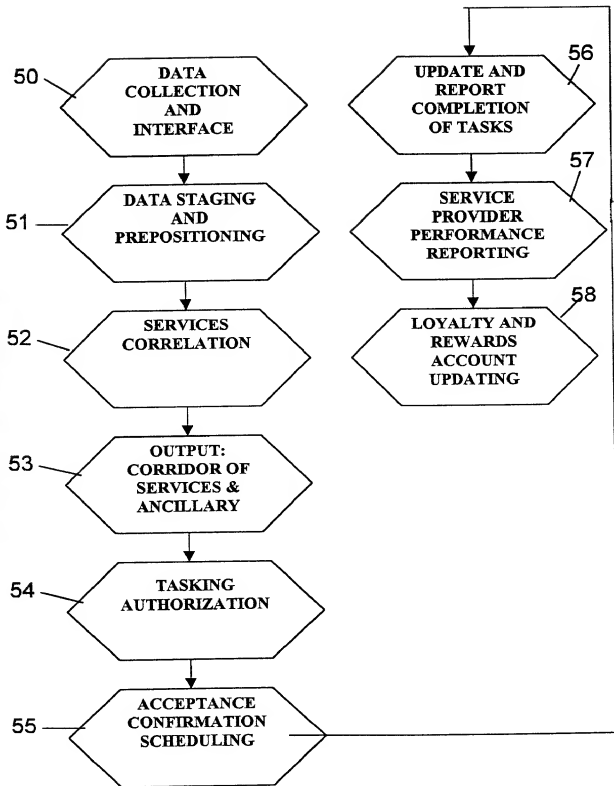 50
DATA
COLLECTION
AND
INTERFACE
51
DATA STAGING
AND
PREPOSITIONING
52
SERVICES
CORRELATION
53
OUTPUT:
CORRIDOR OF
SERVICES &
ANCILLARY
54
TASKING
AUTHORIZATION
55
ACCEPTANCE
CONFIRMATION
SCHEDULING
56
UPDATE AND
REPORT
COMPLETION
OF TASKS
57
SERVICE
PROVIDER
PERFORMANCE
REPORTING
58
LOYALTY AND
REWARDS
ACCOUNT
UPDATING